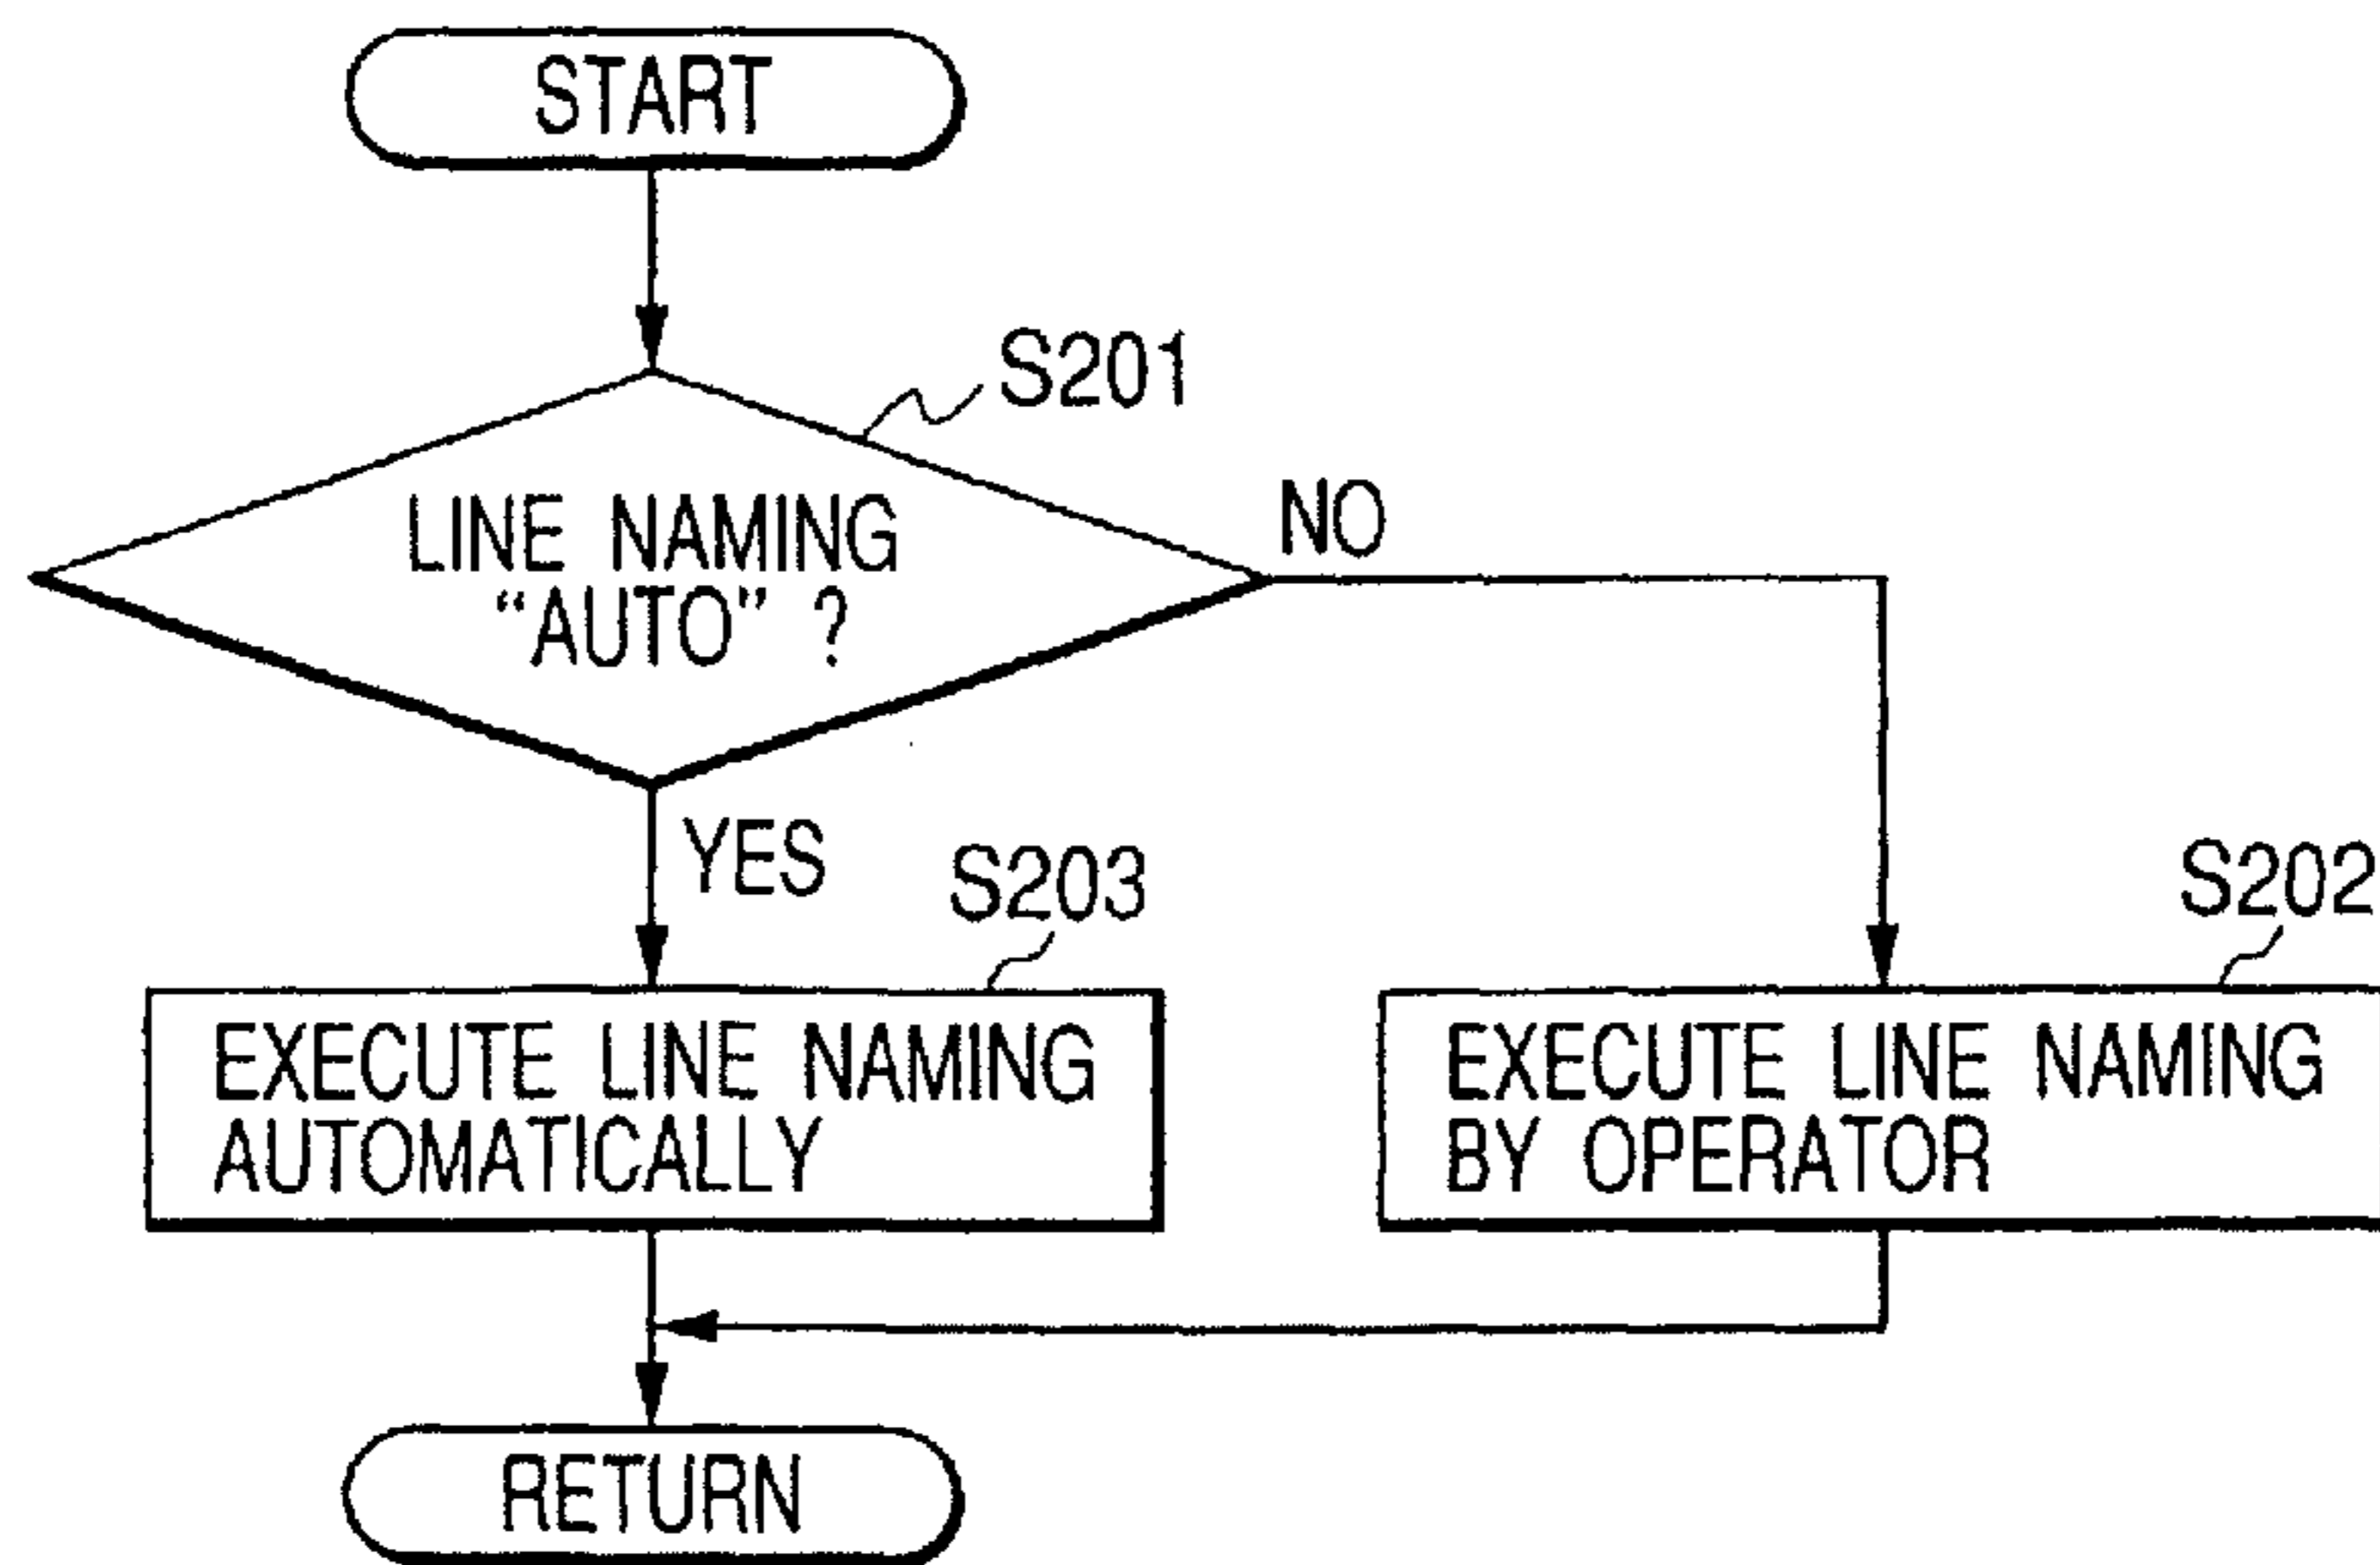 START
S201
LINE NAMING
“AUTO” ?
NO
YES
S203
EXECUTE LINE NAMING
AUTOMATICALLY
S202
EXECUTE LINE NAMING
BY OPERATOR
RETURN